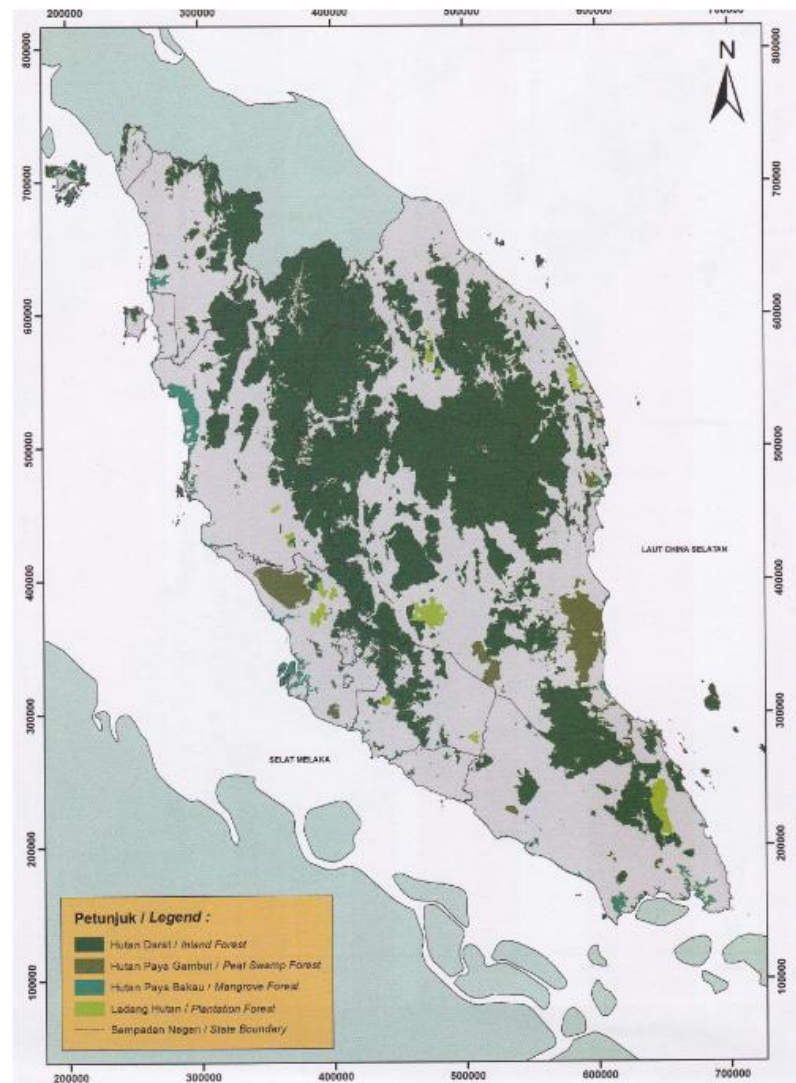 200000 300000 400000 500000 600000 700000
N
800000 800000
700000 700000
600000 600000
500000 500000
LAUT CHINA SELATAN
400000 400000
300000 300000
SELAT MELAKA
200000 200000
100000 100000
Petunjuk / Legend :
Hutan Darat / Inland Forest
Hutan Paya Gambut / Peat Swamp Forest
Hutan Paya Bakau / Mangrove Forest
Ladang Hutan / Plantation Forest
Sempadan Negeri / State Boundary
200000 300000 400000 500000 600000 700000